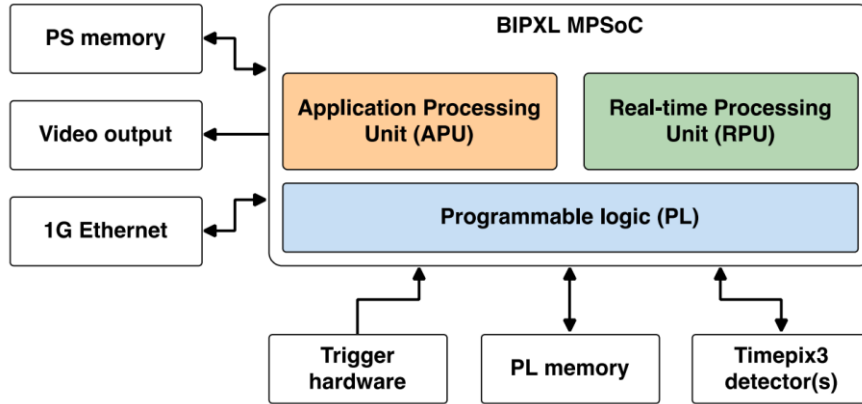 PS memory
Video output
1G Ethernet
BIPXL MPSoC
Application Processing
Unit (APU)
Real-time Processing
Unit (RPU)
Programmable logic (PL)
Trigger
hardware
PL memory
Timepix3
detector(s)